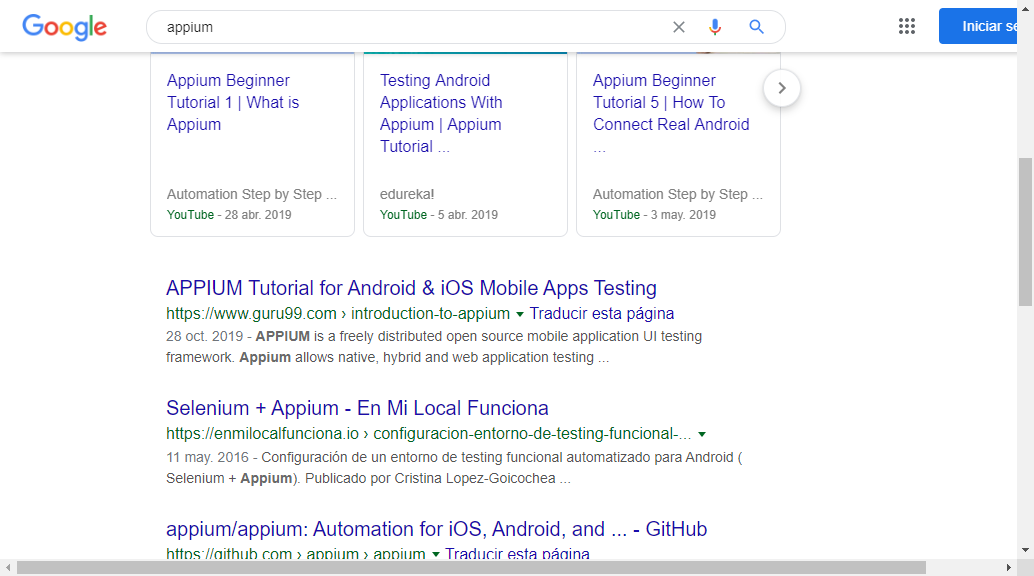 Google
appium
Iniciar se
Appium Beginner
Tutorial 1 | What is
Appium
Automation Step by Step ...
YouTube - 28 abr. 2019
Testing Android
Applications With
Appium | Appium
Tutorial ...
edureka!
YouTube - 5 abr. 2019
Appium Beginner
Tutorial 5 | How To
Connect Real Android
...
Automation Step by Step ...
YouTube - 3 may. 2019
APPIUM Tutorial for Android & iOS Mobile Apps Testing
https://www.guru99.com › introduction-to-appium ▾ Traducir esta página
28 oct. 2019 - APPIUM is a freely distributed open source mobile application UI testing
framework. Appium allows native, hybrid and web application testing ...
Selenium + Appium - En Mi Local Funciona
https://enmilocalfunciona.io › configuracion-entorno-de-testing-funcional-... ▾
11 may. 2016 - Configuración de un entorno de testing funcional automatizado para Android (
Selenium + Appium). Publicado por Cristina Lopez-Goicochea ...
appium/appium: Automation for iOS, Android, and ... - GitHub
https://github.com › appium › appium ▾ Traducir esta página